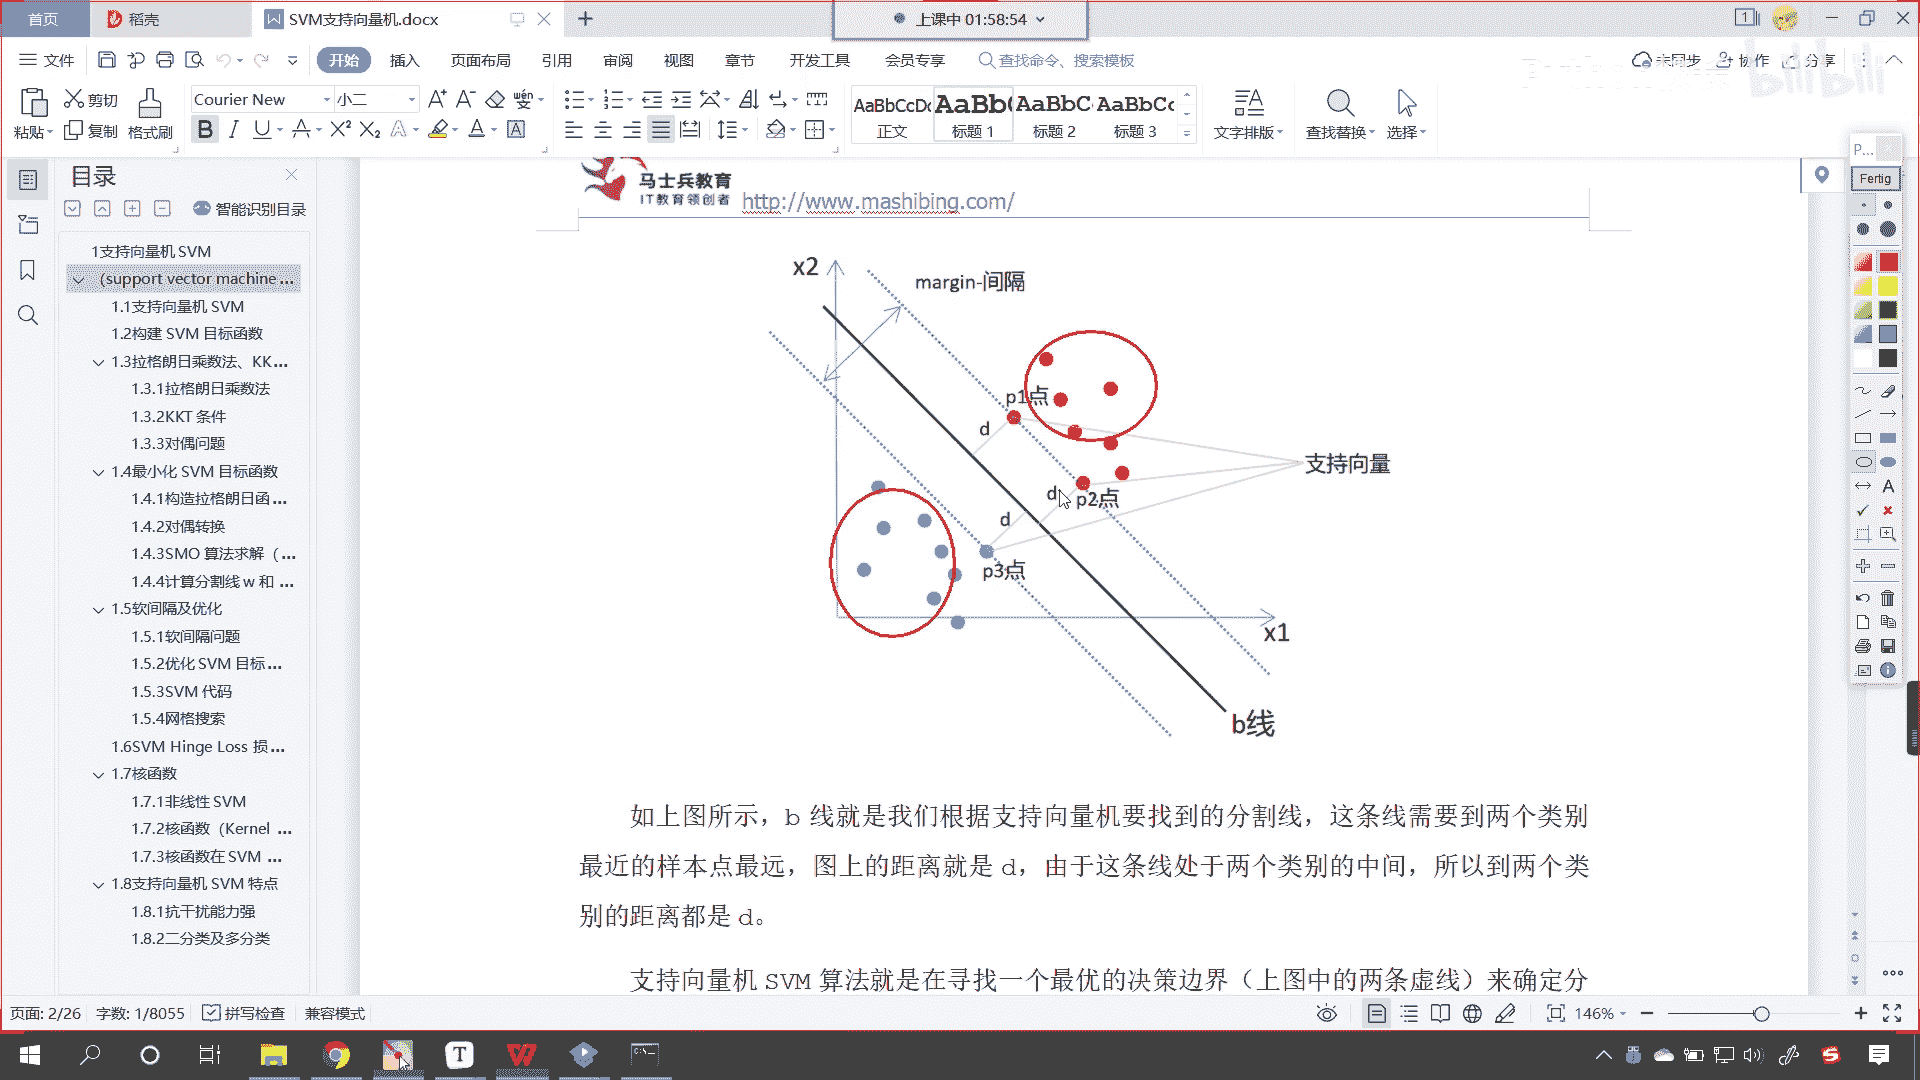 首页
稻壳
SVM支持向量机.docx
上课中 01:58:54
文件
开始
插入
页面布局
引用
审阅
视图
章节
开发工具
会员专享
查找命令、搜索模板
未同步
协作
分享
bilibili
粘贴
剪切
复制
格式刷
Courier New
小二
AaBbCcDd
正文
AaBb(
标题 1
AaBbC
标题 2
AaBbCc
标题 3
文字排版
查找替换
选择
P...
Fertig
目录
智能识别目录
1支持向量机 SVM
(support vector machine ...
1.1支持向量机 SVM
1.2构建 SVM 目标函数
1.3拉格朗日乘数法、KK...
1.3.1拉格朗日乘数法
1.3.2KKT 条件
1.3.3对偶问题
1.4最小化 SVM 目标函数
1.4.1构造拉格朗日函 ...
1.4.2对偶转换
1.4.3SMO 算法求解（ ...
1.4.4计算分割线 w 和 ...
1.5软间隔及优化
1.5.1软间隔问题
1.5.2优化 SVM 目标 ...
1.5.3SVM 代码
1.5.4网格搜索
1.6SVM Hinge Loss 损 ...
1.7核函数
1.7.1非线性 SVM
1.7.2核函数（Kernel ...
1.7.3核函数在 SVM ...
1.8支持向量机 SVM 特点
1.8.1抗干扰能力强
1.8.2二分类及多分类
马士兵教育
IT教育领创者
http://www.mashibing.com/
x2
margin-间隔
p1点
d
支持向量
d
p2点
d
p3点
x1
b线
如上图所示，b 线就是我们根据支持向量机要找到的分割线，这条线需要到两个类别
最近的样本点最远，图上的距离就是 d，由于这条线处于两个类别的中间，所以到两个类
别的距离都是 d。
支持向量机 SVM 算法就是在寻找一个最优的决策边界（上图中的两条虚线）来确定分
页面: 2/26
字数: 1/8055
拼写检查
兼容模式
146%